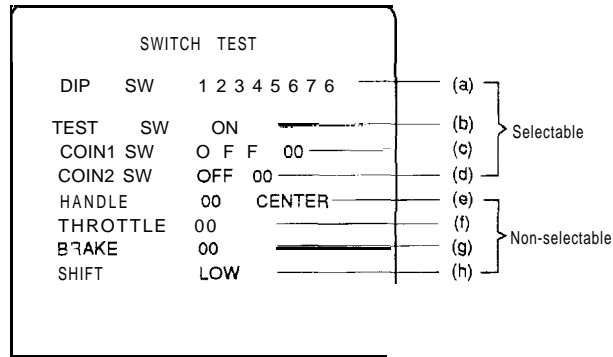 SWITCH TEST
DIP SW 1 2 3 4 5 6 7 6 (a)
TEST SW ON (b)
Selectable
COIN1 SW O F F 00 (c)
COIN2 SW OFF 00 (d)
HANDLE 00 CENTER (e)
THROTTLE 00 (f)
Non-selectable
BRAKE 00 (g)
SHIFT LOW (h)